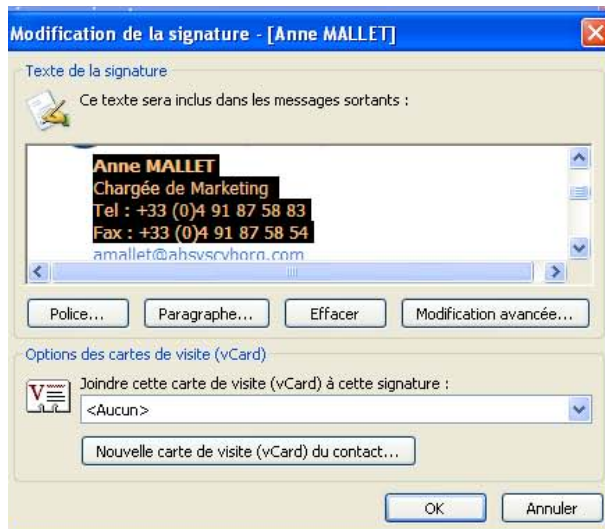 Modification de la signature - [Anne MALLET]
Texte de la signature
Ce texte sera inclus dans les messages sortants :
Anne MALLET
Chargée de Marketing
Tel : +33 (0)4 91 87 58 83
Fax : +33 (0)4 91 87 58 54
amallet@absyscyborg.com
Police... Paragraphe... Effacer Modification avancée...
Options des cartes de visite (vCard)
Joindre cette carte de visite (vCard) à cette signature :
<Aucun>
Nouvelle carte de visite (vCard) du contact...
OK Annuler